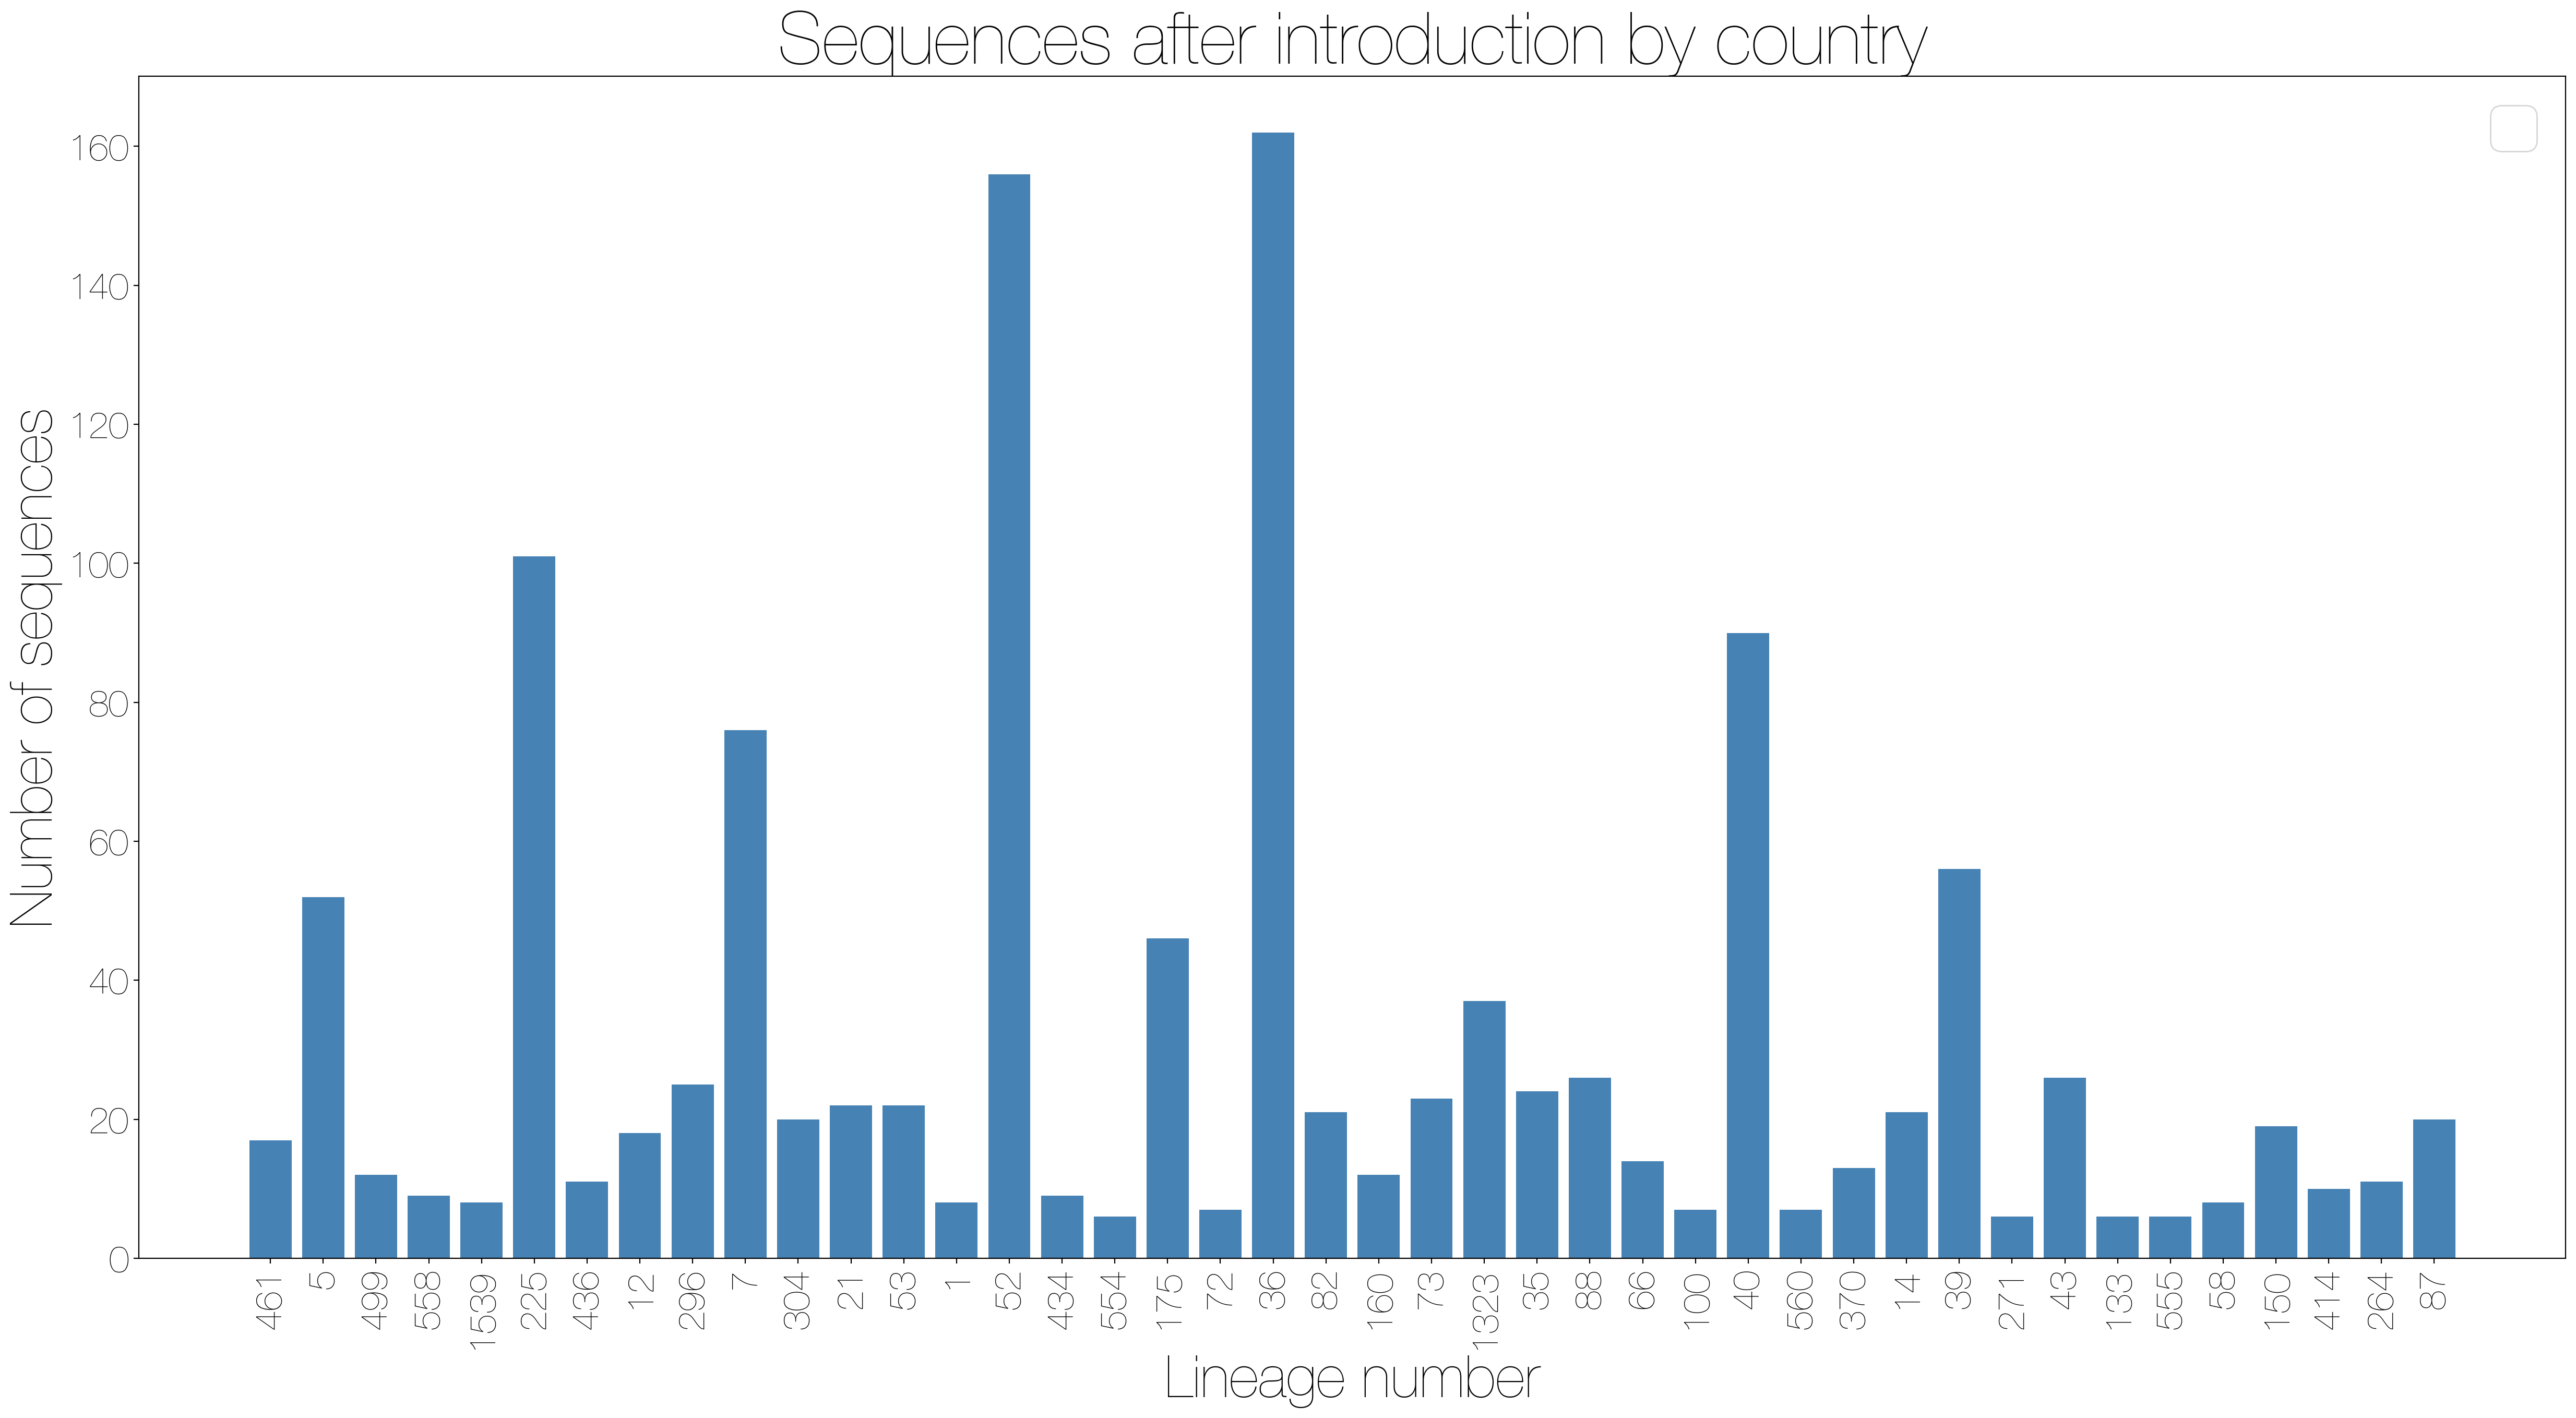 Sequences after introduction by country
Number of sequences
160
140
120
100
80
60
40
20
0
461 5 499 558 1539 225 436 12 296 7 304 21 53 1 52 434 554 175 72 36 82 160 73 1323 35 88 66 100 40 560 370 14 39 271 43 133 555 58 150 414 264 87
Lineage number